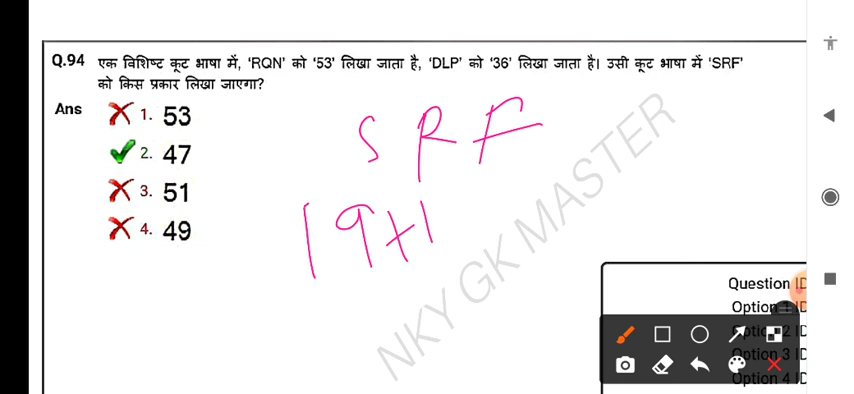 Q.94 एक विशिष्ट कूट भाषा में, 'RQN' को '53' लिखा जाता है, 'DLP' को '36' लिखा जाता है। उसी कूट भाषा में 'SRF'
को किस प्रकार लिखा जाएगा?
Ans 1. 53
2. 47
3. 51
4. 49
S R F
19+1
NKY GK MASTER
Question ID
Option 1 ID
Option 2 ID
Option 3 ID
Option 4 ID